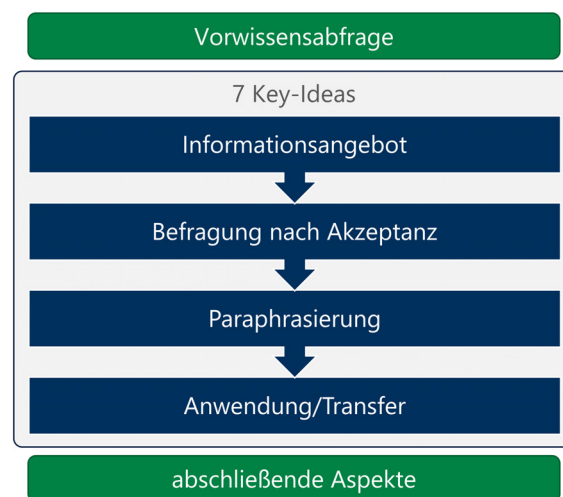 Vorwissensabfrage
7 Key-Ideas
Informationsangebot
Befragung nach Akzeptanz
Paraphrasierung
Anwendung/Transfer
abschließende Aspekte